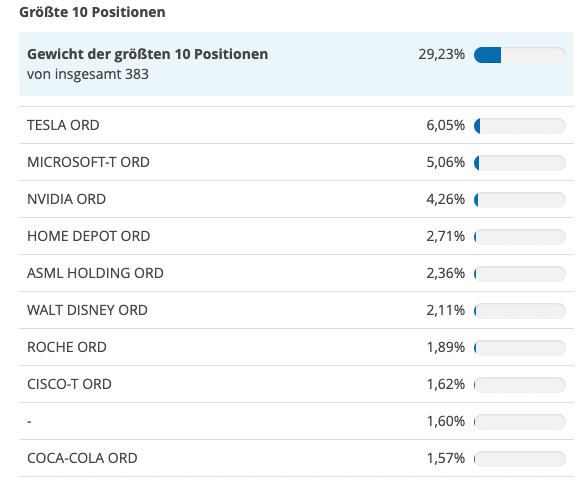 Größte 10 Positionen
Gewicht der größten 10 Positionen 29,23%
von insgesamt 383
TESLA ORD 6,05%
MICROSOFT-T ORD 5,06%
NVIDIA ORD 4,26%
HOME DEPOT ORD 2,71%
ASML HOLDING ORD 2,36%
WALT DISNEY ORD 2,11%
ROCHE ORD 1,89%
CISCO-T ORD 1,62%
- 1,60%
COCA-COLA ORD 1,57%